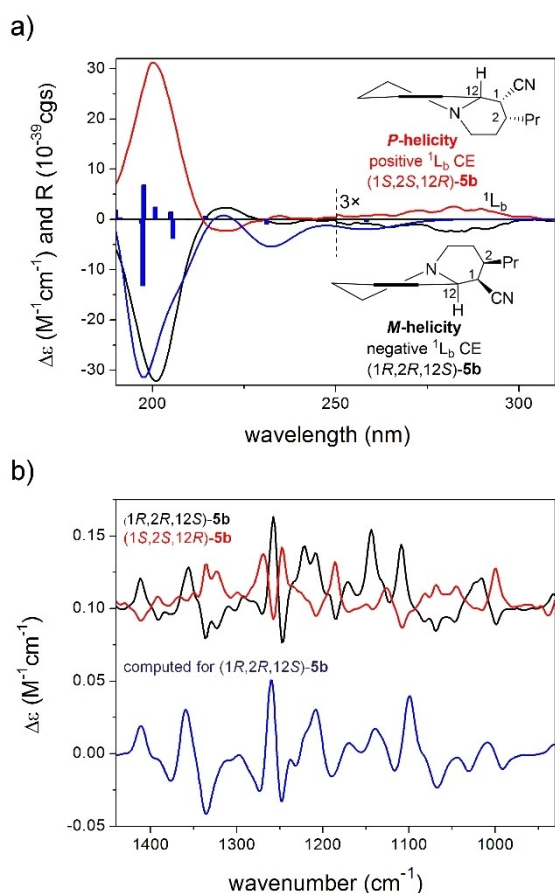 a)
Δε (M⁻¹cm⁻¹) and R (10⁻³⁹cgs)
30
20
10
0
-10
-20
-30
H
12
1
CN
N
2
Pr
P-helicity
positive ¹Lb CE
(1S,2S,12R)-5b
3×
¹Lb
N
2
Pr
1
12
CN
H
M-helicity
negative ¹Lb CE
(1R,2R,12S)-5b
200
250
300
wavelength (nm)
b)
Δε (M⁻¹cm⁻¹)
0.15
0.10
0.05
0.00
-0.05
(1R,2R,12S)-5b
(1S,2S,12R)-5b
computed for (1R,2R,12S)-5b
1400
1300
1200
1100
1000
wavenumber (cm⁻¹)